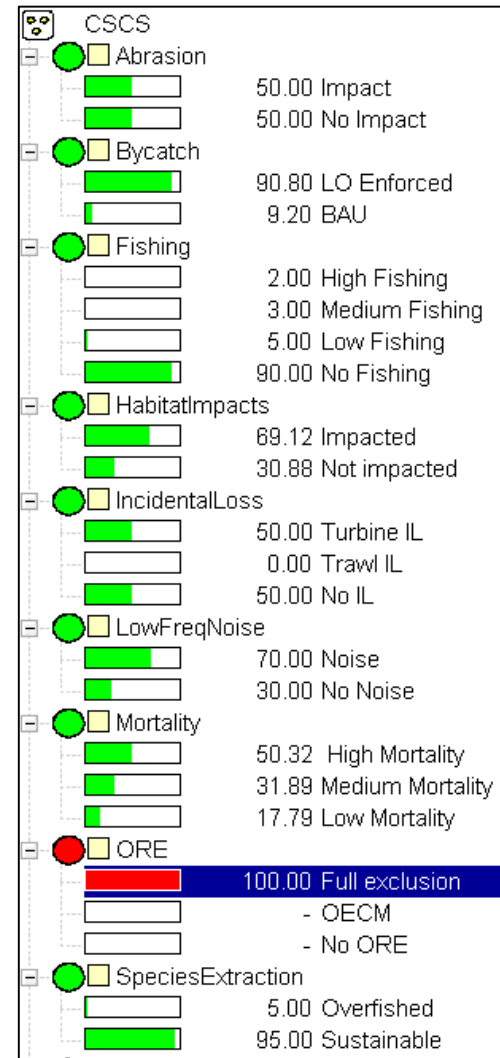 CSCS
Abrasion
50.00 Impact
50.00 No Impact
Bycatch
90.80 LO Enforced
9.20 BAU
Fishing
2.00 High Fishing
3.00 Medium Fishing
5.00 Low Fishing
90.00 No Fishing
HabitatImpacts
69.12 Impacted
30.88 Not impacted
IncidentalLoss
50.00 Turbine IL
0.00 Trawl IL
50.00 No IL
LowFreqNoise
70.00 Noise
30.00 No Noise
Mortality
50.32 High Mortality
31.89 Medium Mortality
17.79 Low Mortality
ORE
100.00 Full exclusion
- OECM
- No ORE
SpeciesExtraction
5.00 Overfished
95.00 Sustainable